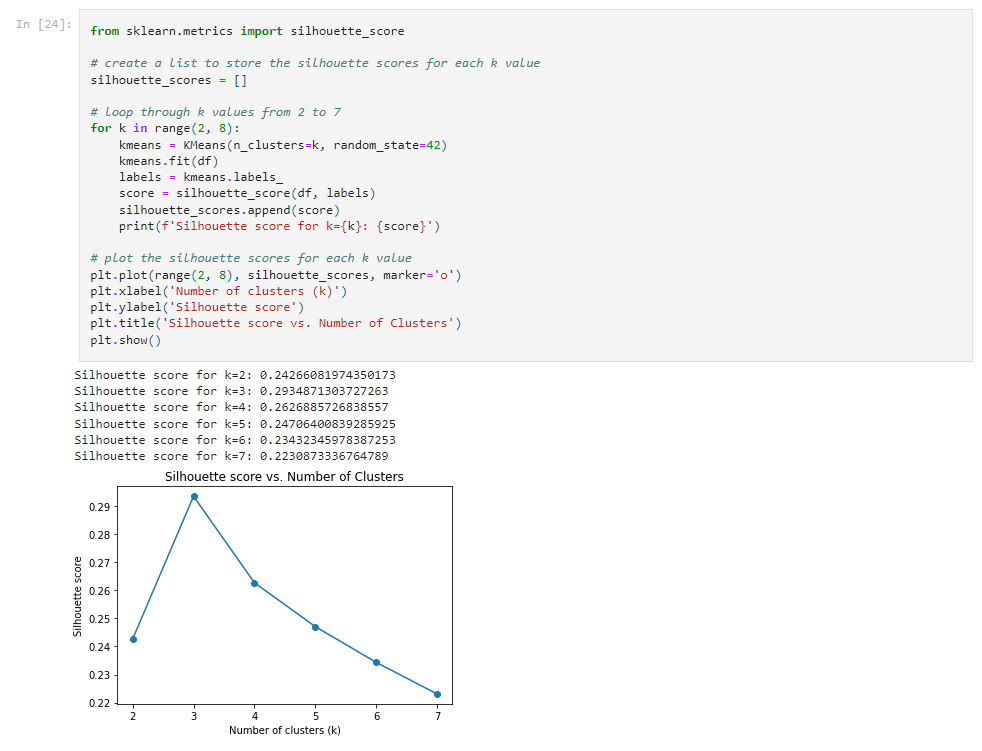 In [24]:
from sklearn.metrics import silhouette_score
# create a list to store the silhouette scores for each k value
silhouette_scores = []
# loop through k values from 2 to 7
for k in range(2, 8):
    kmeans = KMeans(n_clusters=k, random_state=42)
    kmeans.fit(df)
    labels = kmeans.labels_
    score = silhouette_score(df, labels)
    silhouette_scores.append(score)
    print(f'Silhouette score for k={k}: {score}')
# plot the silhouette scores for each k value
plt.plot(range(2, 8), silhouette_scores, marker='o')
plt.xlabel('Number of clusters (k)')
plt.ylabel('Silhouette score')
plt.title('Silhouette score vs. Number of Clusters')
plt.show()
Silhouette score for k=2: 0.24266081974350173
Silhouette score for k=3: 0.2934871303727263
Silhouette score for k=4: 0.2626885726838557
Silhouette score for k=5: 0.24706400839285925
Silhouette score for k=6: 0.23432345978387253
Silhouette score for k=7: 0.2230873336764789
Silhouette score vs. Number of Clusters
Silhouette score
0.29
0.28
0.27
0.26
0.25
0.24
0.23
0.22
2 3 4 5 6 7
Number of clusters (k)